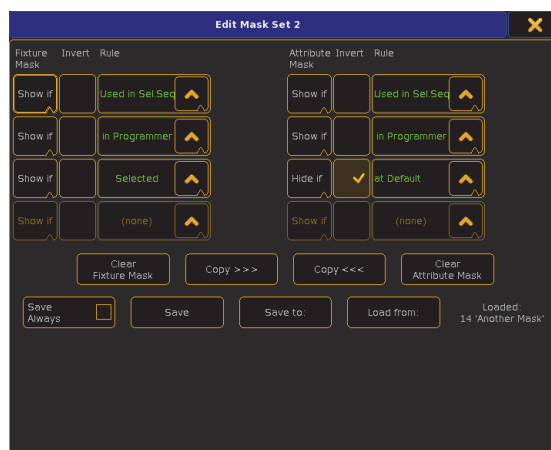 Edit Mask Set 2
Fixture Mask Invert Rule Attribute Mask Invert Rule
Show if Used in Sel.Seq Show if Used in Sel.Seq
Show if in Programmer Show if in Programmer
Show if Selected Hide if at Default
Show if (none) Show if (none)
Clear Fixture Mask Copy >>> Copy <<< Clear Attribute Mask
Save Always Save Save to: Load from: Loaded: 14 'Another Mask'